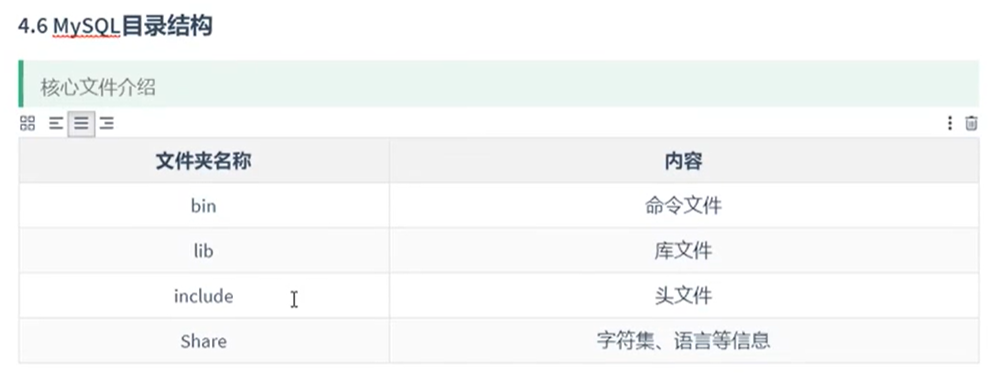 4.6 MySQL目录结构
核心文件介绍
文件夹名称 内容
bin 命令文件
lib 库文件
include 头文件
Share 字符集、语言等信息